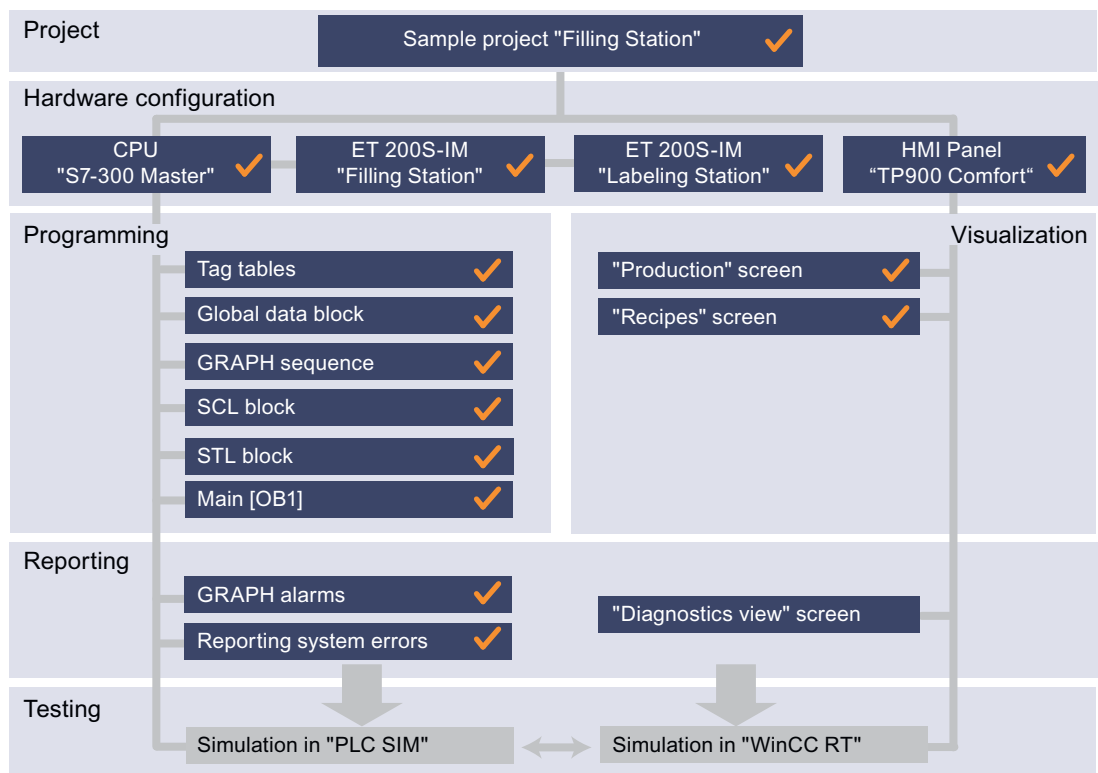 Project
Sample project "Filling Station"
Hardware configuration
CPU
"S7-300 Master"
ET 200S-IM
"Filling Station"
ET 200S-IM
"Labeling Station"
HMI Panel
“TP900 Comfort“
Programming
Tag tables
Global data block
GRAPH sequence
SCL block
STL block
Main [OB1]
Visualization
"Production" screen
"Recipes" screen
Reporting
GRAPH alarms
Reporting system errors
"Diagnostics view" screen
Testing
Simulation in "PLC SIM"
Simulation in "WinCC RT"